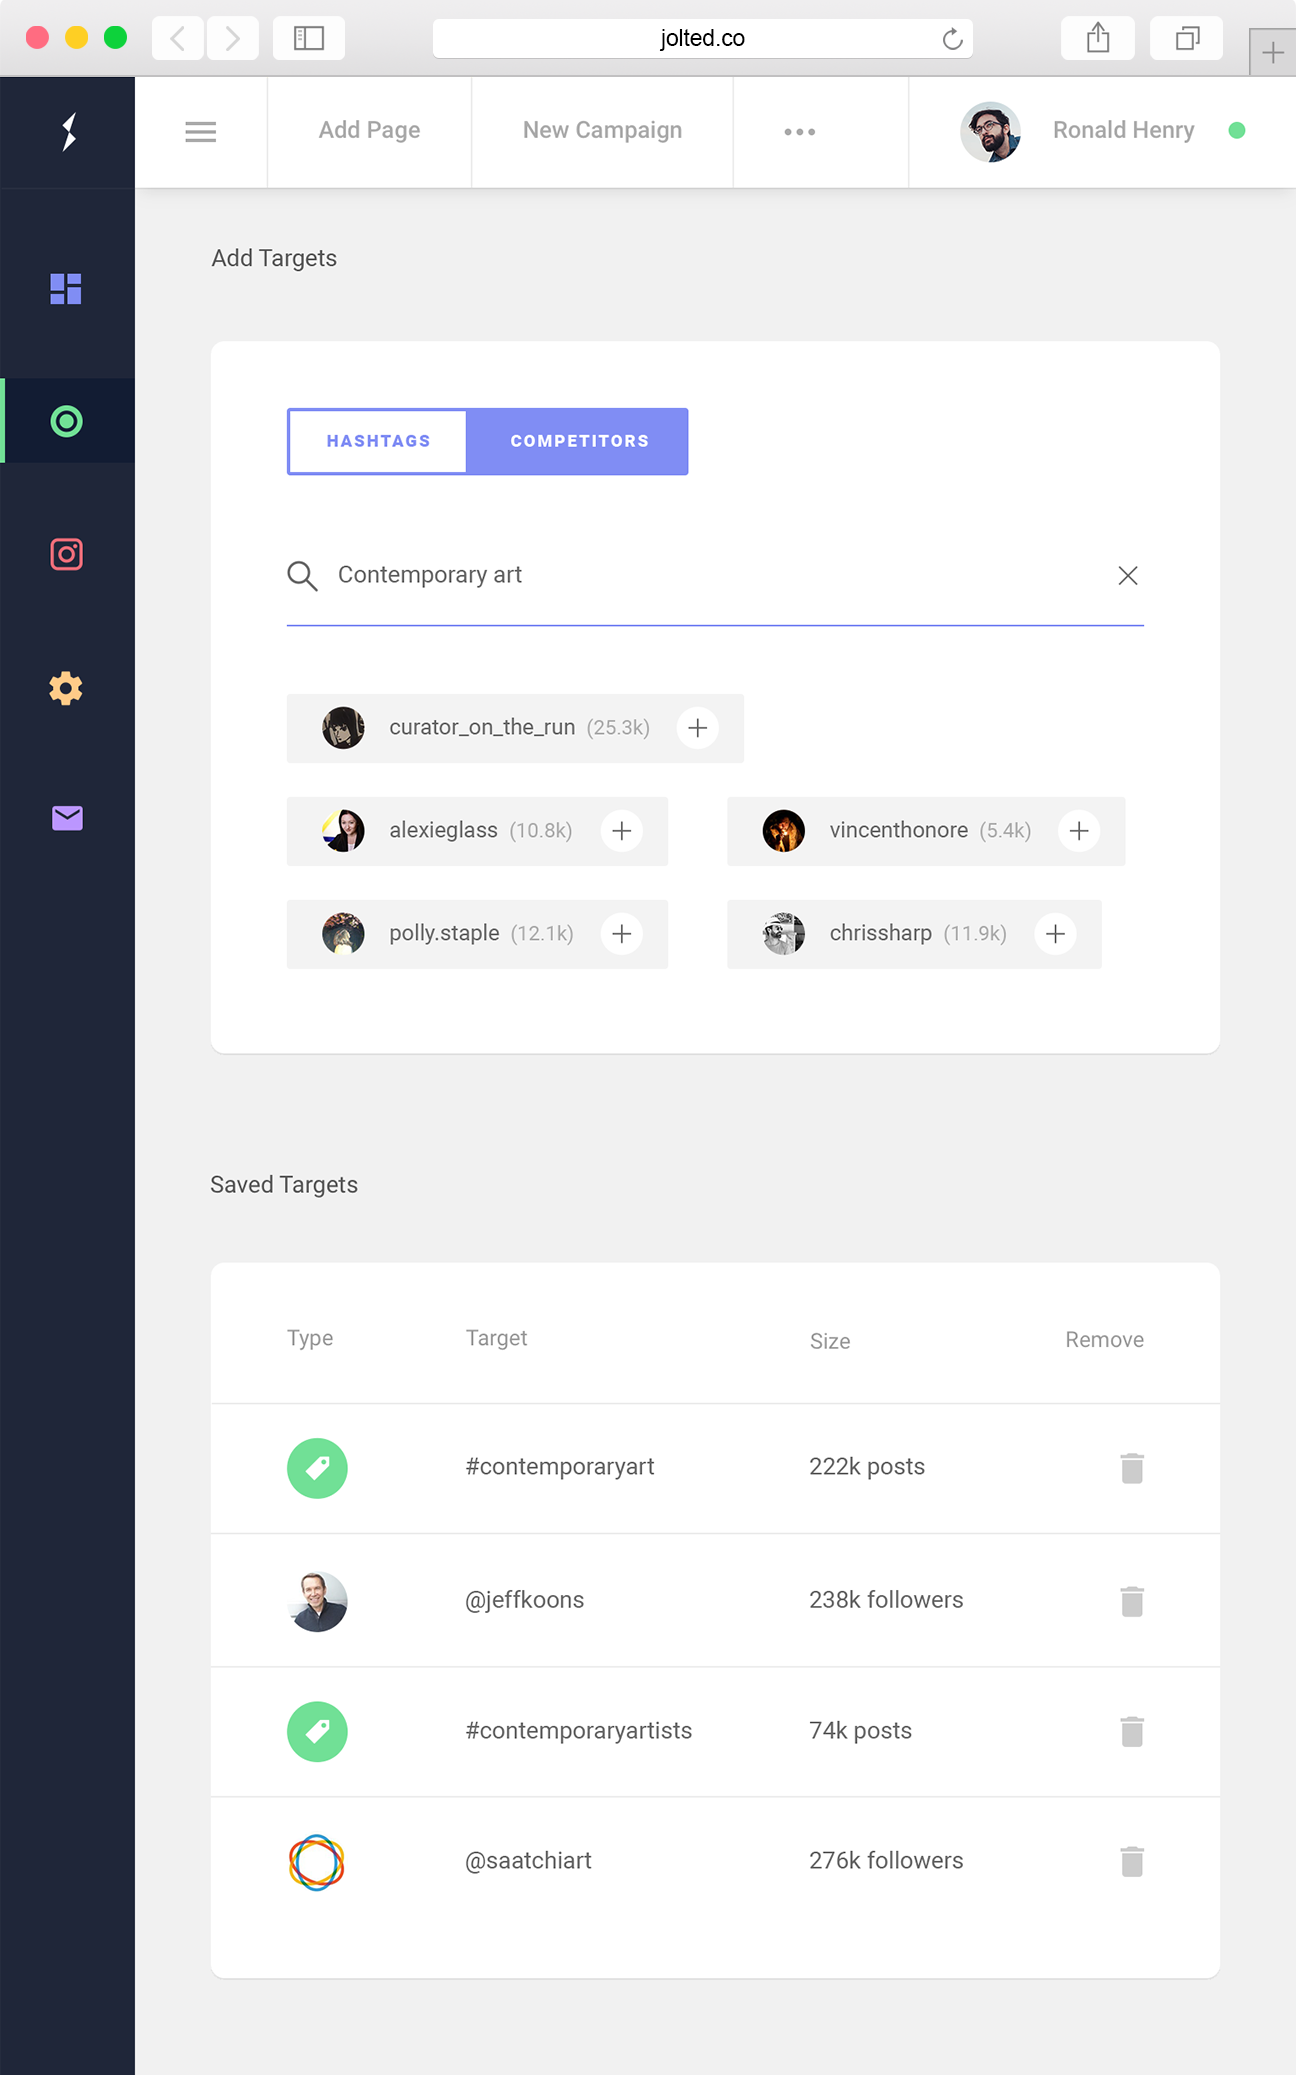 jolted.co
Add Page
New Campaign
Ronald Henry
Add Targets
HASHTAGS
COMPETITORS
Contemporary art
curator_on_the_run (25.3k)
alexieglass (10.8k)
vincenthonore (5.4k)
polly.staple (12.1k)
chrissharp (11.9k)
Saved Targets
Type Target Size Remove
#contemporaryart 222k posts
@jeffkoons 238k followers
#contemporaryartists 74k posts
@saatchiart 276k followers